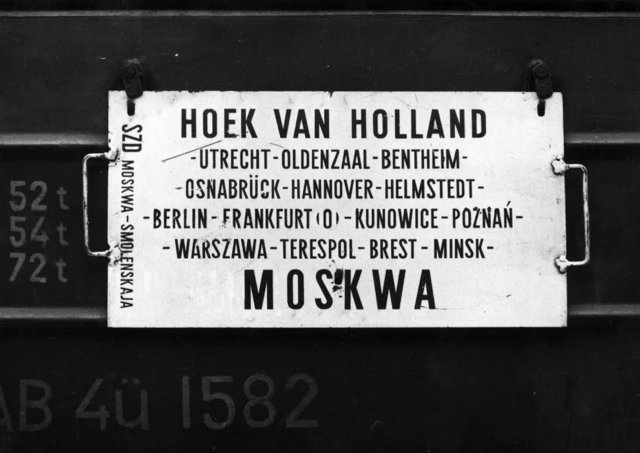 HOEK VAN HOLLAND
-UTRECHT-OLDENZAAL-BENTHEIM-
-OSNABRÜCK-HANNOVER-HELMSTEDT-
-BERLIN-FRANKFURT(O)-KUNOWICE-POZNAŃ-
-WARSZAWA-TERESPOL-BREST-MINSK-
MOSKWA
SZD MOSKWA-SMOLENSKAJA
52 t
54 t
72 t
AB 4ü 1582